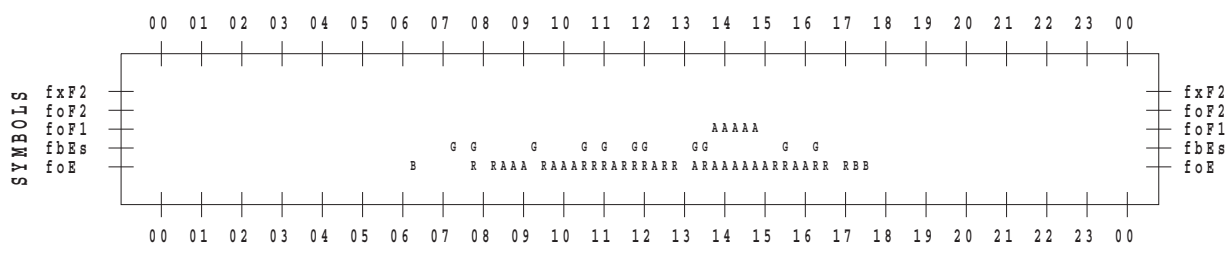 00 01 02 03 04 05 06 07 08 09 10 11 12 13 14 15 16 17 18 19 20 21 22 23 00
SYMBOLS
fxF2 fxF2
foF2 foF2
foF1 AAAAA foF1
fbEs G G G G G GG GG G G fbEs
foE B R RAAA AAAARRRARRRARR ARAAAAAARRAARR RBB foE
00 01 02 03 04 05 06 07 08 09 10 11 12 13 14 15 16 17 18 19 20 21 22 23 00